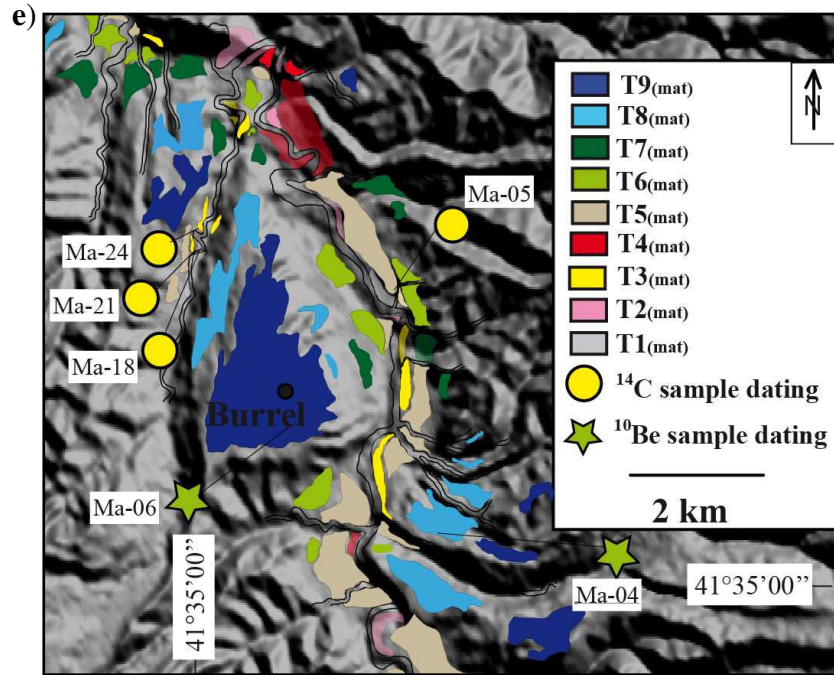 e)
T9(mat)
T8(mat)
T7(mat)
T6(mat)
T5(mat)
T4(mat)
T3(mat)
T2(mat)
T1(mat)
14C sample dating
10Be sample dating
2 km
N
Ma-05
Ma-24
Ma-21
Ma-18
Burrel
Ma-06
Ma-04
41°35'00''
41°35'00''